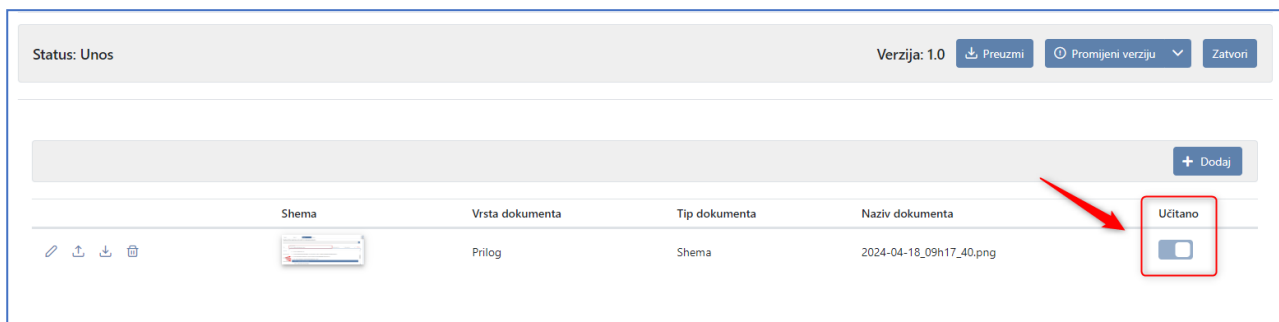 Status: Unos Verzija: 1.0 Preuzmi Promijeni verziju Zatvori
Dodaj
Shema Vrsta dokumenta Tip dokumenta Naziv dokumenta Učitano
Prilog Shema 2024-04-18_09h17_40.png